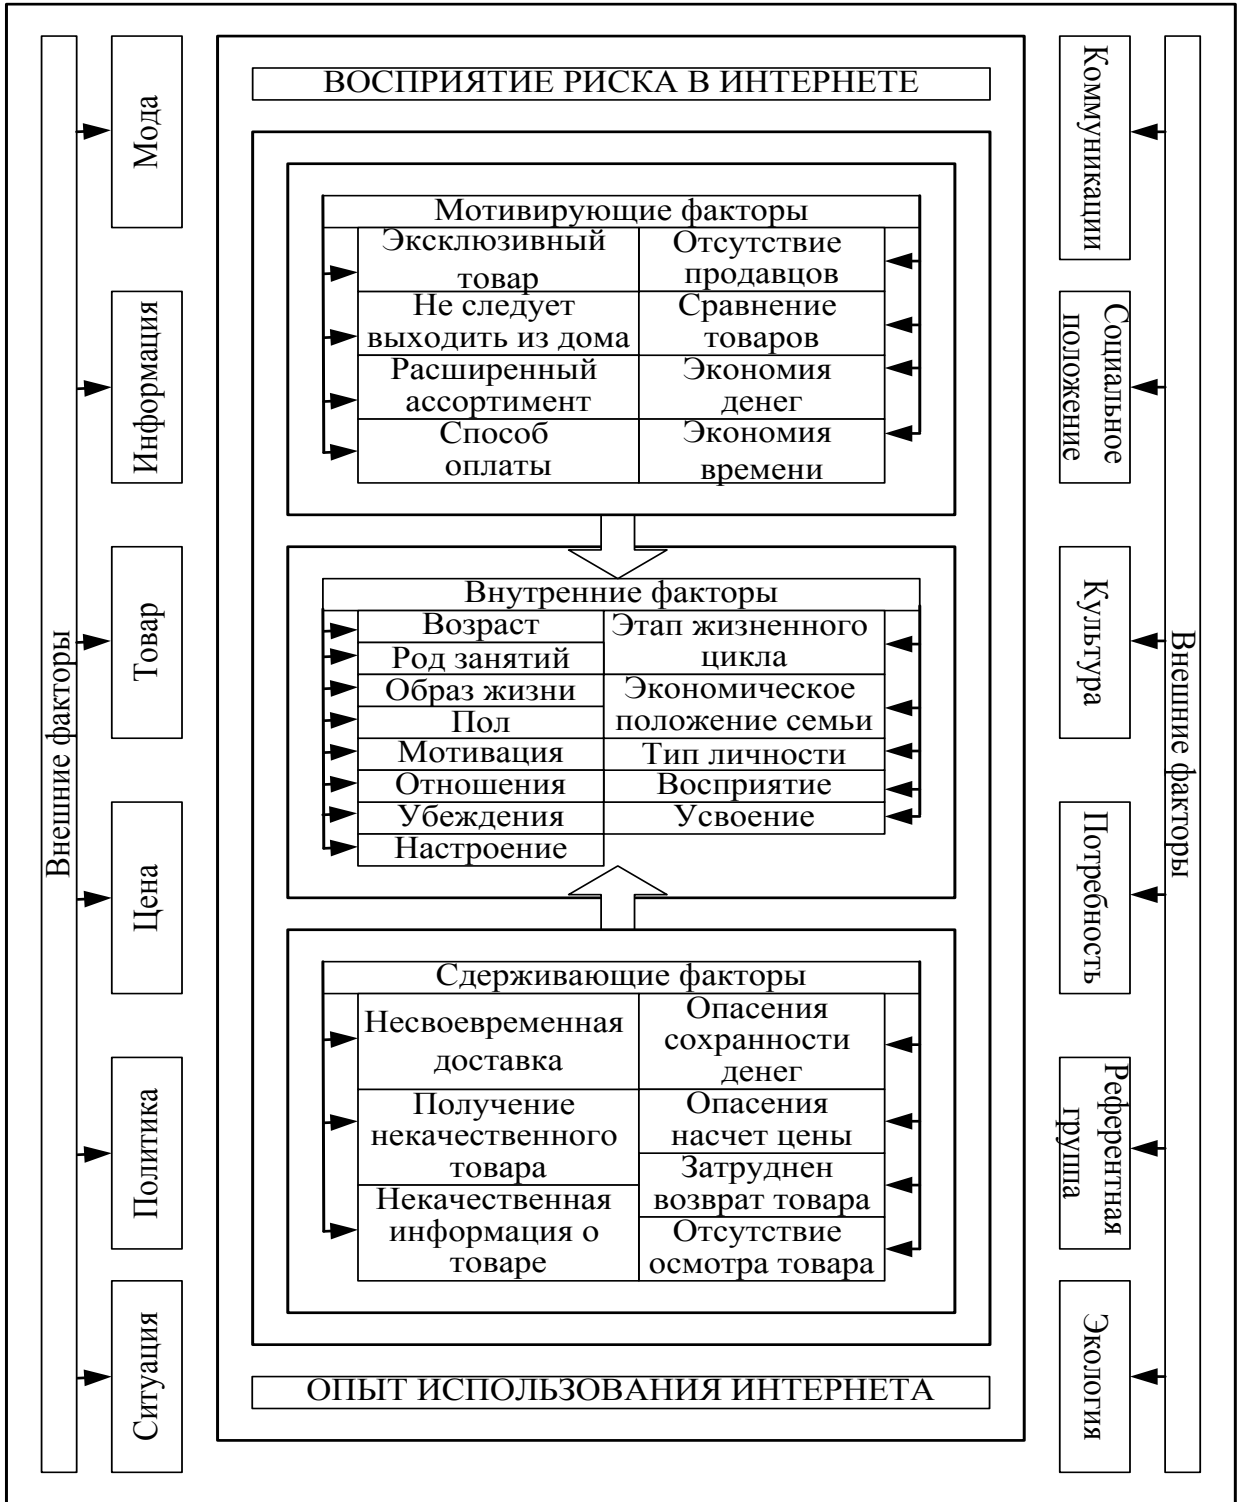 Внешние факторы
Мода
Информация
Товар
Цена
Политика
Ситуация
ВОСПРИЯТИЕ РИСКА В ИНТЕРНЕТЕ
Мотивирующие факторы
Эксклюзивный
товар
Не следует
выходить из дома
Расширенный
ассортимент
Способ
оплаты
Отсутствие
продавцов
Сравнение
товаров
Экономия
денег
Экономия
времени
Внутренние факторы
Возраст
Род занятий
Образ жизни
Пол
Мотивация
Отношения
Убеждения
Настроение
Этап жизненного
цикла
Экономическое
положение семьи
Тип личности
Восприятие
Усвоение
Сдерживающие факторы
Несвоевременная
доставка
Получение
некачественного
товара
Некачественная
информация о
товаре
Опасения
сохранности
денег
Опасения
насчет цены
Затруднен
возврат товара
Отсутствие
осмотра товара
ОПЫТ ИСПОЛЬЗОВАНИЯ ИНТЕРНЕТА
Коммуникации
Социальное
положение
Культура
Потребность
Референтная
группа
Экология
Внешние факторы